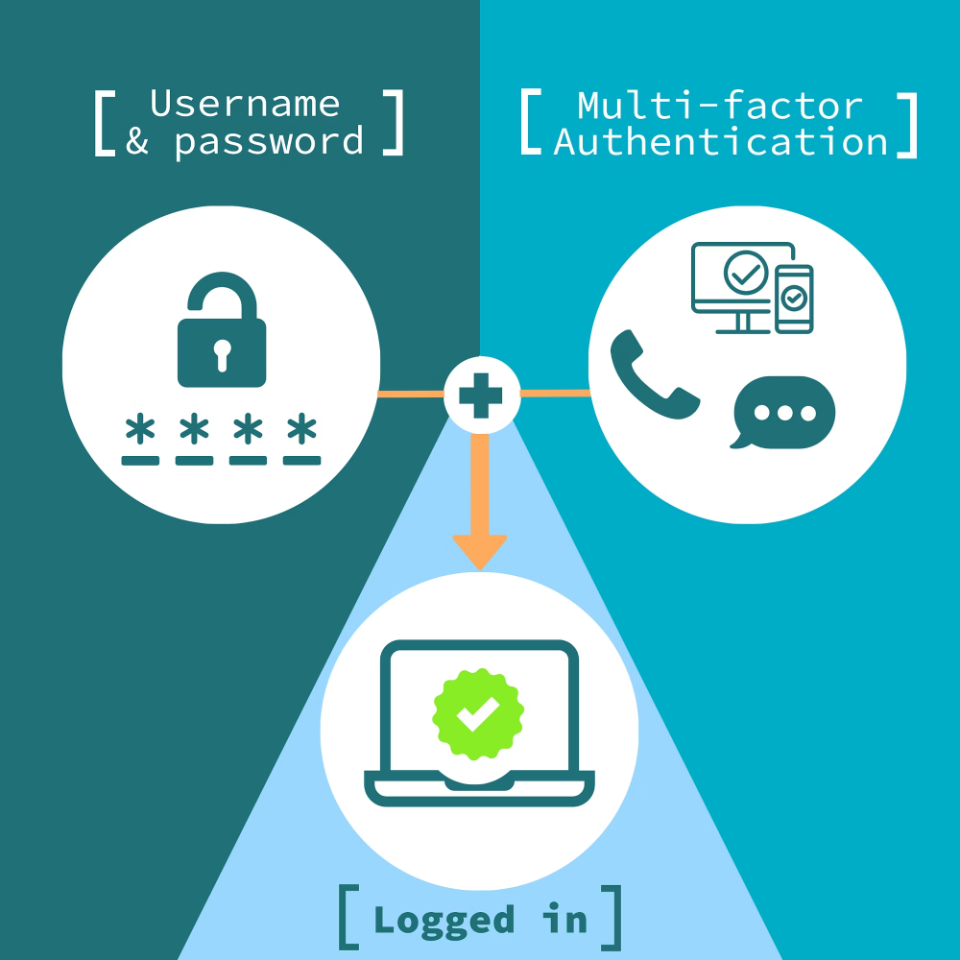 [ Username
& password ]
[ Multi-factor
Authentication ]
* * * *
[ Logged in ]